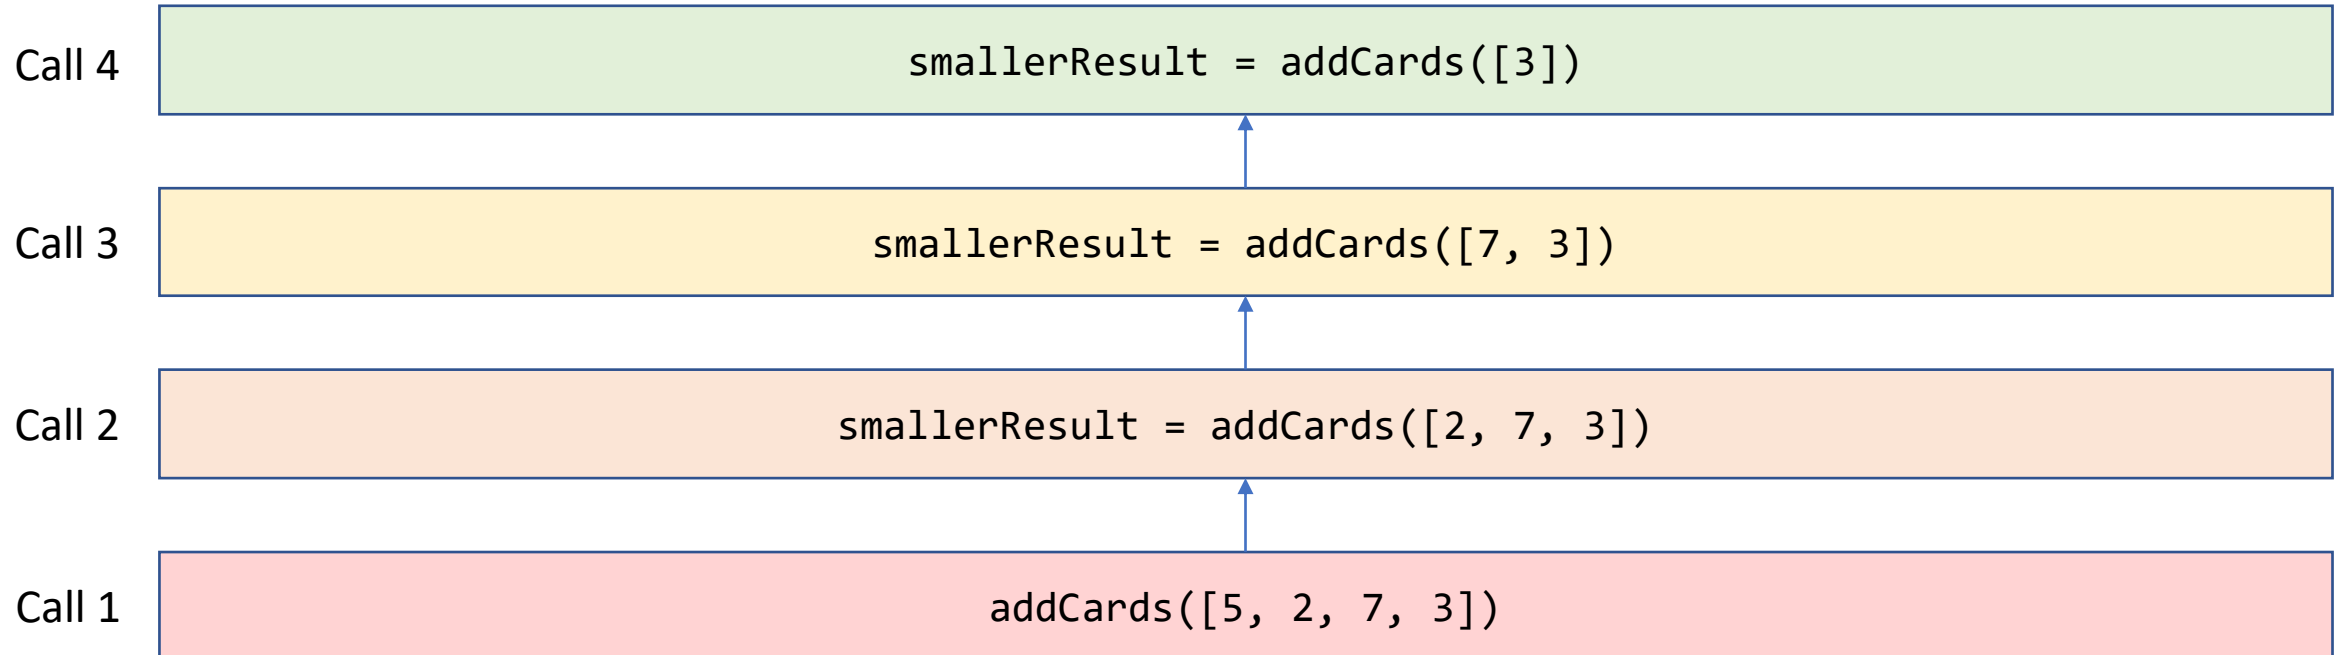 Call 4
smallerResult = addCards([3])
Call 3
smallerResult = addCards([7, 3])
Call 2
smallerResult = addCards([2, 7, 3])
Call 1
addCards([5, 2, 7, 3])